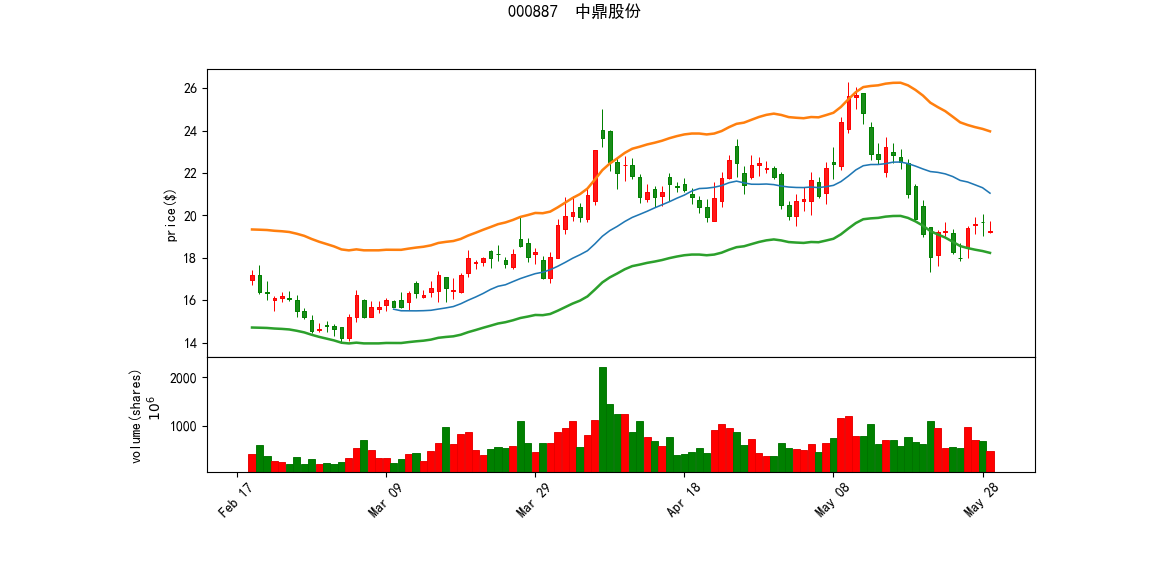 000887 中鼎股份
price($)
26
24
22
20
18
16
14
volume(shares)
10^6
2000
1000
Feb 17
Mar 09
Mar 29
Apr 18
May 08
May 28